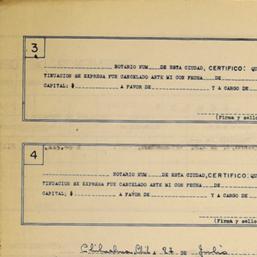 3
NOTARIO NUM DE ESTA CIUDAD, CERTIFICO: QU
TINUACION SE EXPRESA FUE CANCELADO ANTE MI CON FECHA DE
CAPITAL: $ A FAVOR DE Y A CARGO DE
(Firma y sello
4
NOTARIO NUM DE ESTA CIUDAD, CERTIFICO: QU
TINUACION SE EXPRESA FUE CANCELADO ANTE MI CON FECHA DE
CAPITAL; $ A FAVOR DE Y A CARGO DE
(Firma y sello
Chihuahua, Chih. a 27 DE Julio